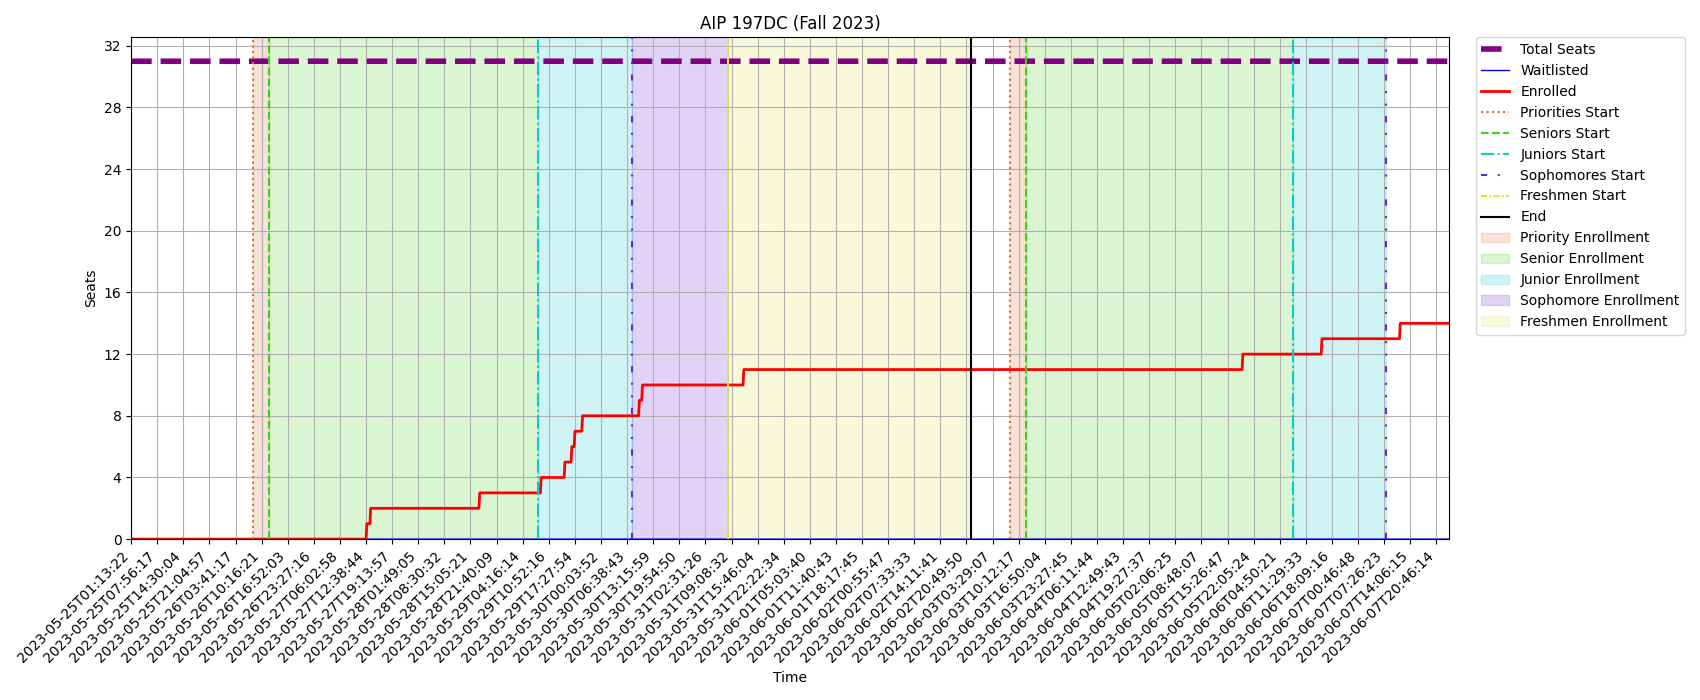 AIP 197DC (Fall 2023)
Seats
32
28
24
20
16
12
8
4
0
2023-05-25T01:13:22
2023-05-25T07:56:17
2023-05-25T14:30:04
2023-05-25T21:04:57
2023-05-26T03:41:17
2023-05-26T10:16:21
2023-05-26T16:52:03
2023-05-26T23:27:16
2023-05-27T06:02:58
2023-05-27T12:38:44
2023-05-27T19:13:57
2023-05-28T01:49:05
2023-05-28T08:30:32
2023-05-28T15:05:21
2023-05-28T21:40:09
2023-05-29T04:16:14
2023-05-29T10:52:16
2023-05-29T17:27:54
2023-05-30T00:03:52
2023-05-30T06:38:43
2023-05-30T13:15:59
2023-05-30T19:54:50
2023-05-31T02:31:26
2023-05-31T09:08:32
2023-05-31T15:46:04
2023-05-31T22:22:34
2023-06-01T05:03:40
2023-06-01T11:40:43
2023-06-01T18:17:45
2023-06-02T00:55:47
2023-06-02T07:33:33
2023-06-02T14:11:41
2023-06-02T20:49:50
2023-06-03T03:29:07
2023-06-03T10:12:17
2023-06-03T16:50:04
2023-06-03T23:27:45
2023-06-04T06:11:44
2023-06-04T12:49:43
2023-06-04T19:27:37
2023-06-05T02:06:25
2023-06-05T08:48:07
2023-06-05T15:26:47
2023-06-05T22:05:24
2023-06-06T04:50:21
2023-06-06T11:29:33
2023-06-06T18:09:16
2023-06-07T00:46:48
2023-06-07T07:26:23
2023-06-07T14:06:15
2023-06-07T20:46:14
Time
Total Seats
Waitlisted
Enrolled
Priorities Start
Seniors Start
Juniors Start
Sophomores Start
Freshmen Start
End
Priority Enrollment
Senior Enrollment
Junior Enrollment
Sophomore Enrollment
Freshmen Enrollment